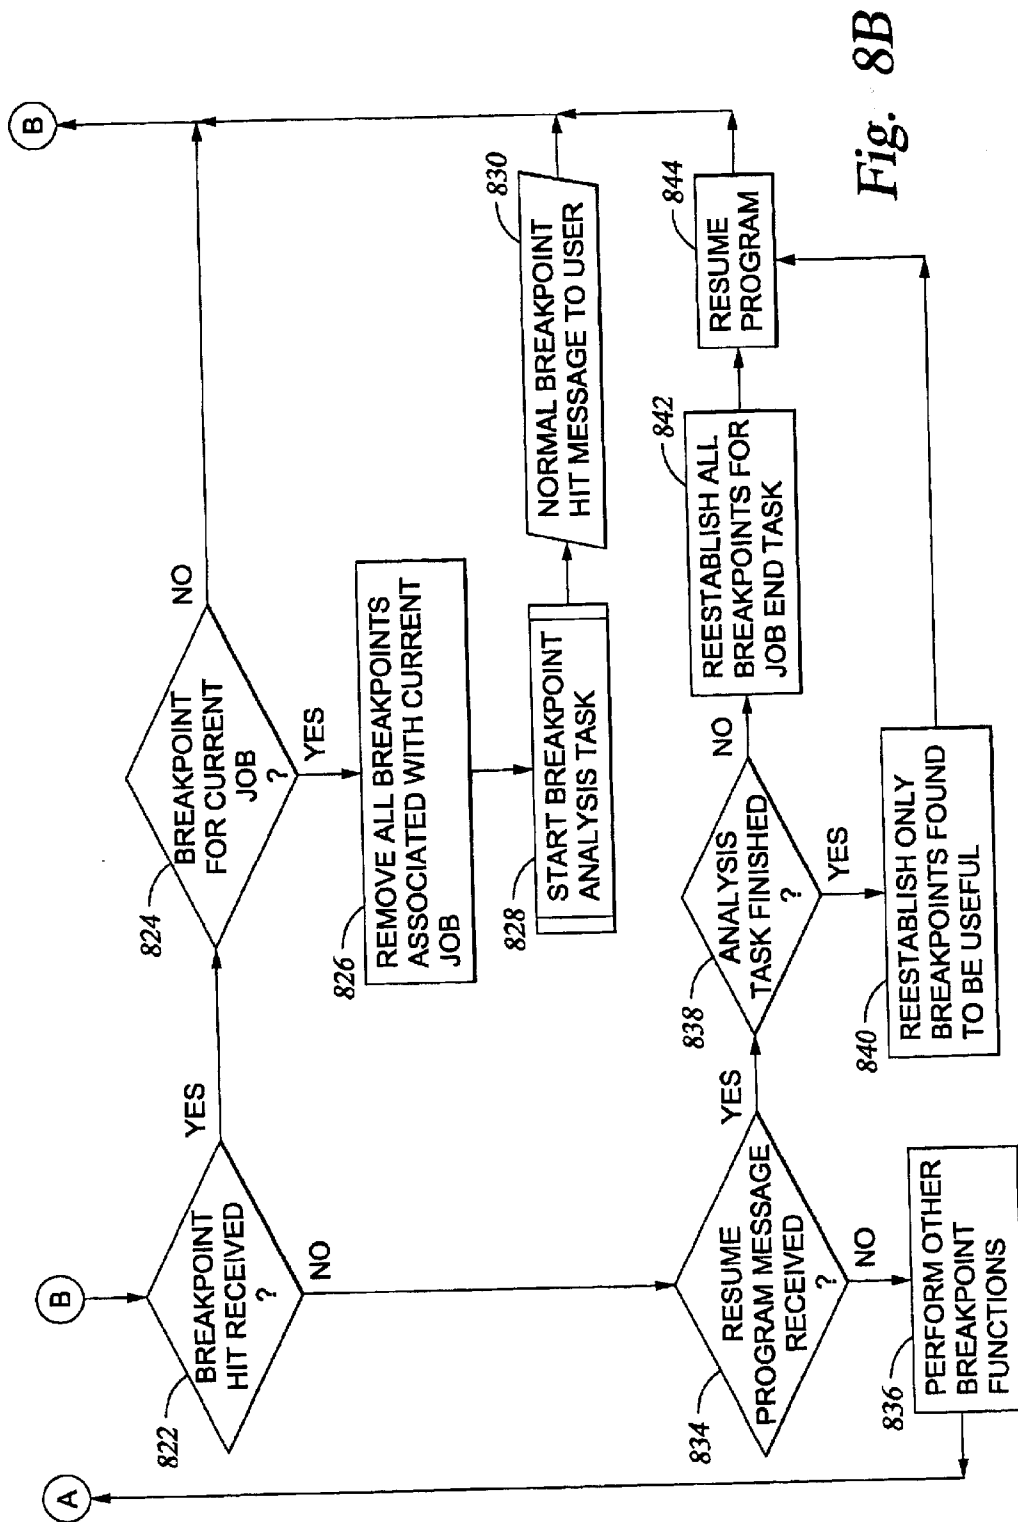 B
822
BREAKPOINT
HIT RECEIVED
?
YES
NO
824
BREAKPOINT
FOR CURRENT
JOB
?
NO
YES
B
826
REMOVE ALL BREAKPOINTS
ASSOCIATED WITH CURRENT
JOB
828
START BREAKPOINT
ANALYSIS TASK
830
NORMAL BREAKPOINT
HIT MESSAGE TO USER
834
RESUME
PROGRAM MESSAGE
RECEIVED
?
YES
NO
838
ANALYSIS
TASK FINISHED
?
NO
YES
842
REESTABLISH ALL
BREAKPOINTS FOR
JOB END TASK
844
RESUME
PROGRAM
A
836
PERFORM OTHER
BREAKPOINT
FUNCTIONS
840
REESTABLISH ONLY
BREAKPOINTS FOUND
TO BE USEFUL
Fig. 8B